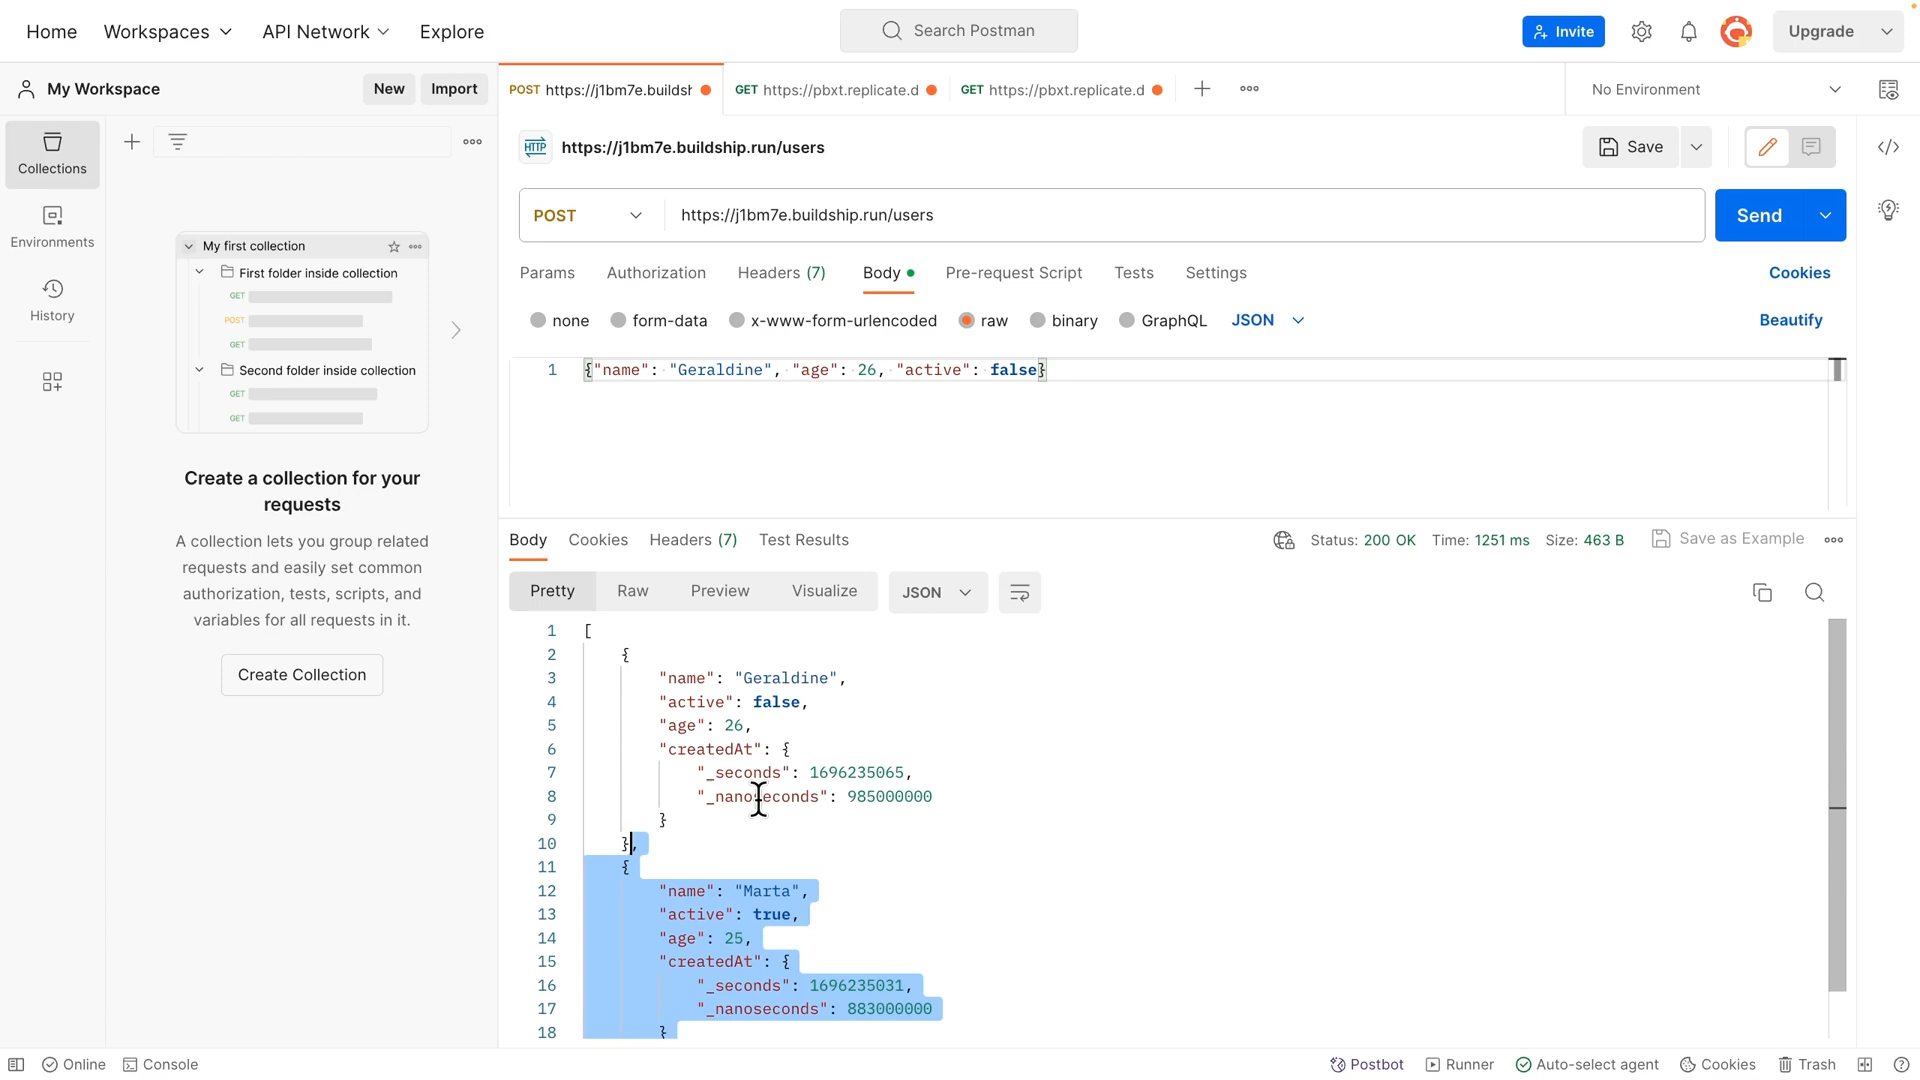 Home Workspaces API Network Explore Search Postman Invite Upgrade
My Workspace New Import POST https://j1bm7e.buildsh GET https://pbxt.replicate.d GET https://pbxt.replicate.d No Environment
Collections
Environments
History
My first collection
First folder inside collection
GET
POST
GET
Second folder inside collection
GET
GET
Create a collection for your
requests
A collection lets you group related
requests and easily set common
authorization, tests, scripts, and
variables for all requests in it.
Create Collection
HTTP https://j1bm7e.buildship.run/users Save
POST https://j1bm7e.buildship.run/users Send
Params Authorization Headers (7) Body Pre-request Script Tests Settings Cookies
none form-data x-www-form-urlencoded raw binary GraphQL JSON Beautify
1 {"name": "Geraldine", "age": 26, "active": false}
Body Cookies Headers (7) Test Results Status: 200 OK Time: 1251 ms Size: 463 B Save as Example
Pretty Raw Preview Visualize JSON
1 [
2 {
3 "name": "Geraldine",
4 "active": false,
5 "age": 26,
6 "createdAt": {
7 "_seconds": 1696235065,
8 "_nanoseconds": 985000000
9 }
10 },
11 {
12 "name": "Marta",
13 "active": true,
14 "age": 25,
15 "createdAt": {
16 "_seconds": 1696235031,
17 "_nanoseconds": 883000000
18 }
Online Console Postbot Runner Auto-select agent Cookies Trash